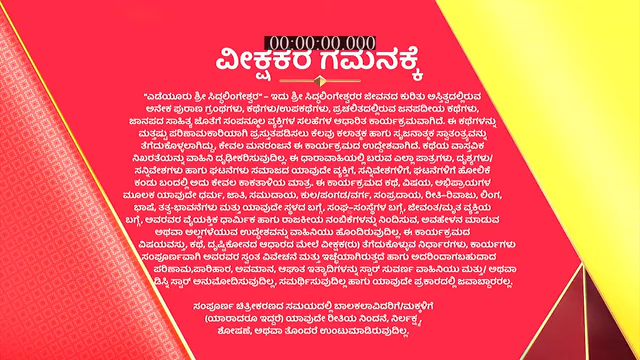 00:00:00.000
ವೀಕ್ಷಕರ ಗಮನಕ್ಕೆ
"ಎಡೆಯೂರು ಶ್ರೀ ಸಿದ್ಧಲಿಂಗೇಶ್ವರ" – ಇದು ಶ್ರೀ ಸಿದ್ಧಲಿಂಗೇಶ್ವರರ ಜೀವನದ ಕುರಿತು ಅಸ್ತಿತ್ವದಲ್ಲಿರುವ
ಅನೇಕ ಪುರಾಣ ಗ್ರಂಥಗಳು, ಕಥೆಗಳು/ಉಪಕಥೆಗಳು, ಪ್ರಚಲಿತದಲ್ಲಿರುವ ಜನಪದೀಯ ಕಥೆಗಳು,
ಜಾನಪದ ಸಾಹಿತ್ಯ ಜೊತೆಗೆ ಸಂಪನ್ಮೂಲ ವ್ಯಕ್ತಿಗಳ ಸಲಹೆಗಳ ಆಧಾರಿತ ಕಾರ್ಯಕ್ರಮವಾಗಿದೆ. ಈ ಕಥೆಗಳನ್ನು
ಮತ್ತಷ್ಟು ಪರಿಣಾಮಕಾರಿಯಾಗಿ ಪ್ರಸ್ತುತಪಡಿಸಲು ಕೆಲವು ಕಲಾತ್ಮಕ ಹಾಗು ಸೃಜನಾತ್ಮಕ ಸ್ವಾತಂತ್ರ್ಯವನ್ನು
ತೆಗೆದುಕೊಳ್ಳಲಾಗಿದ್ದು, ಕೇವಲ ಮನರಂಜನೆ ಈ ಕಾರ್ಯಕ್ರಮದ ಉದ್ದೇಶವಾಗಿದೆ. ಕಥೆಯ ವಾಸ್ತವಿಕ
ನಿಖರತೆಯನ್ನು ವಾಹಿನಿ ದೃಢೀಕರಿಸುವುದಿಲ್ಲ. ಈ ಧಾರಾವಾಹಿಯಲ್ಲಿ ಬರುವ ಎಲ್ಲಾ ಪಾತ್ರಗಳು, ದೃಶ್ಯಗಳು/
ಸನ್ನಿವೇಶಗಳು ಹಾಗು ಘಟನೆಗಳು ಸಮಾಜದ ಯಾವುದೇ ವ್ಯಕ್ತಿಗೆ, ಸನ್ನಿವೇಶಗಳಿಗೆ, ಘಟನೆಗಳಿಗೆ ಹೋಲಿಕೆ
ಕಂಡು ಬಂದಲ್ಲಿ ಅದು ಕೇವಲ ಕಾಕತಾಳಿಯ ಮಾತ್ರ. ಈ ಕಾರ್ಯಕ್ರಮದ ಕಥೆ, ವಿಷಯ, ಅಭಿಪ್ರಾಯಗಳ
ಮೂಲಕ ಯಾವುದೇ ಧರ್ಮ, ಜಾತಿ, ಸಮುದಾಯ, ಕುಲ/ಪಂಗಡ/ವರ್ಗ, ಸಂಪ್ರದಾಯ, ರೀತಿ-ರಿವಾಜು, ಲಿಂಗ,
ಭಾಷೆ, ತತ್ವ-ಭಾವನೆಗಳು ಮತ್ತು ಯಾವುದೇ ಸ್ಥಳದ ಬಗ್ಗೆ, ಸಂಘ-ಸಂಸ್ಥೆಗಳ ಬಗ್ಗೆ, ಜೀವಂತ/ಮೃತ ವ್ಯಕ್ತಿಯ
ಬಗ್ಗೆ, ಅವರವರ ವೈಯಕ್ತಿಕ ಧಾರ್ಮಿಕ ಹಾಗು ರಾಜಕೀಯ ನಂಬಿಕೆಗಳನ್ನು ನಿಂದಿಸುವ, ಅವಹೇಳನ ಮಾಡುವ
ಅಥವಾ ಅಲ್ಲಗಳೆಯುವ ಉದ್ದೇಶವನ್ನು ವಾಹಿನಿಯು ಹೊಂದಿರುವುದಿಲ್ಲ. ಈ ಕಾರ್ಯಕ್ರಮದ
ವಿಷಯವಸ್ತು, ಕಥೆ, ದೃಷ್ಟಿಕೋನದ ಆಧಾರದ ಮೇಲೆ ವೀಕ್ಷಕ(ರು) ತೆಗೆದುಕೊಳ್ಳುವ ನಿರ್ಧಾರಗಳು, ಕಾರ್ಯಗಳು
ಸಂಪೂರ್ಣವಾಗಿ ಅವರವರ ಸ್ವಂತ ವಿವೇಚನೆ ಮತ್ತು ಇಚ್ಛೆಯಾಗಿರುತ್ತದೆ ಹಾಗು ಅದರಿಂದಾಗಬಹುದಾದ
ಪರಿಣಾಮ,ಪರಿಹಾರ, ಅವಮಾನ, ಆಘಾತ ಇತ್ಯಾದಿಗಳನ್ನು ಸ್ಟಾರ್ ಸುವರ್ಣ ವಾಹಿನಿಯು ಮತ್ತು/ ಅಥವಾ
ಡಿಸ್ನಿ ಸ್ಟಾರ್ ಅನುಮೋದಿಸುವುದಿಲ್ಲ, ಸಮರ್ಥಿಸುವುದಿಲ್ಲ ಹಾಗು ಯಾವುದೇ ಪ್ರಕಾರದಲ್ಲಿ ಜವಾಬ್ದಾರರಲ್ಲ.
ಸಂಪೂರ್ಣ ಚಿತ್ರೀಕರಣದ ಸಮಯದಲ್ಲಿ ಬಾಲಕಲಾವಿದರಿಗೆ/ಮಕ್ಕಳಿಗೆ
(ಯಾರಾದರೂ ಇದ್ದರೆ) ಯಾವುದೇ ರೀತಿಯ ನಿಂದನೆ, ನಿರ್ಲಕ್ಷ್ಯ,
ಶೋಷಣೆ, ಅಥವಾ ತೊಂದರೆ ಉಂಟುಮಾಡಿರುವುದಿಲ್ಲ.